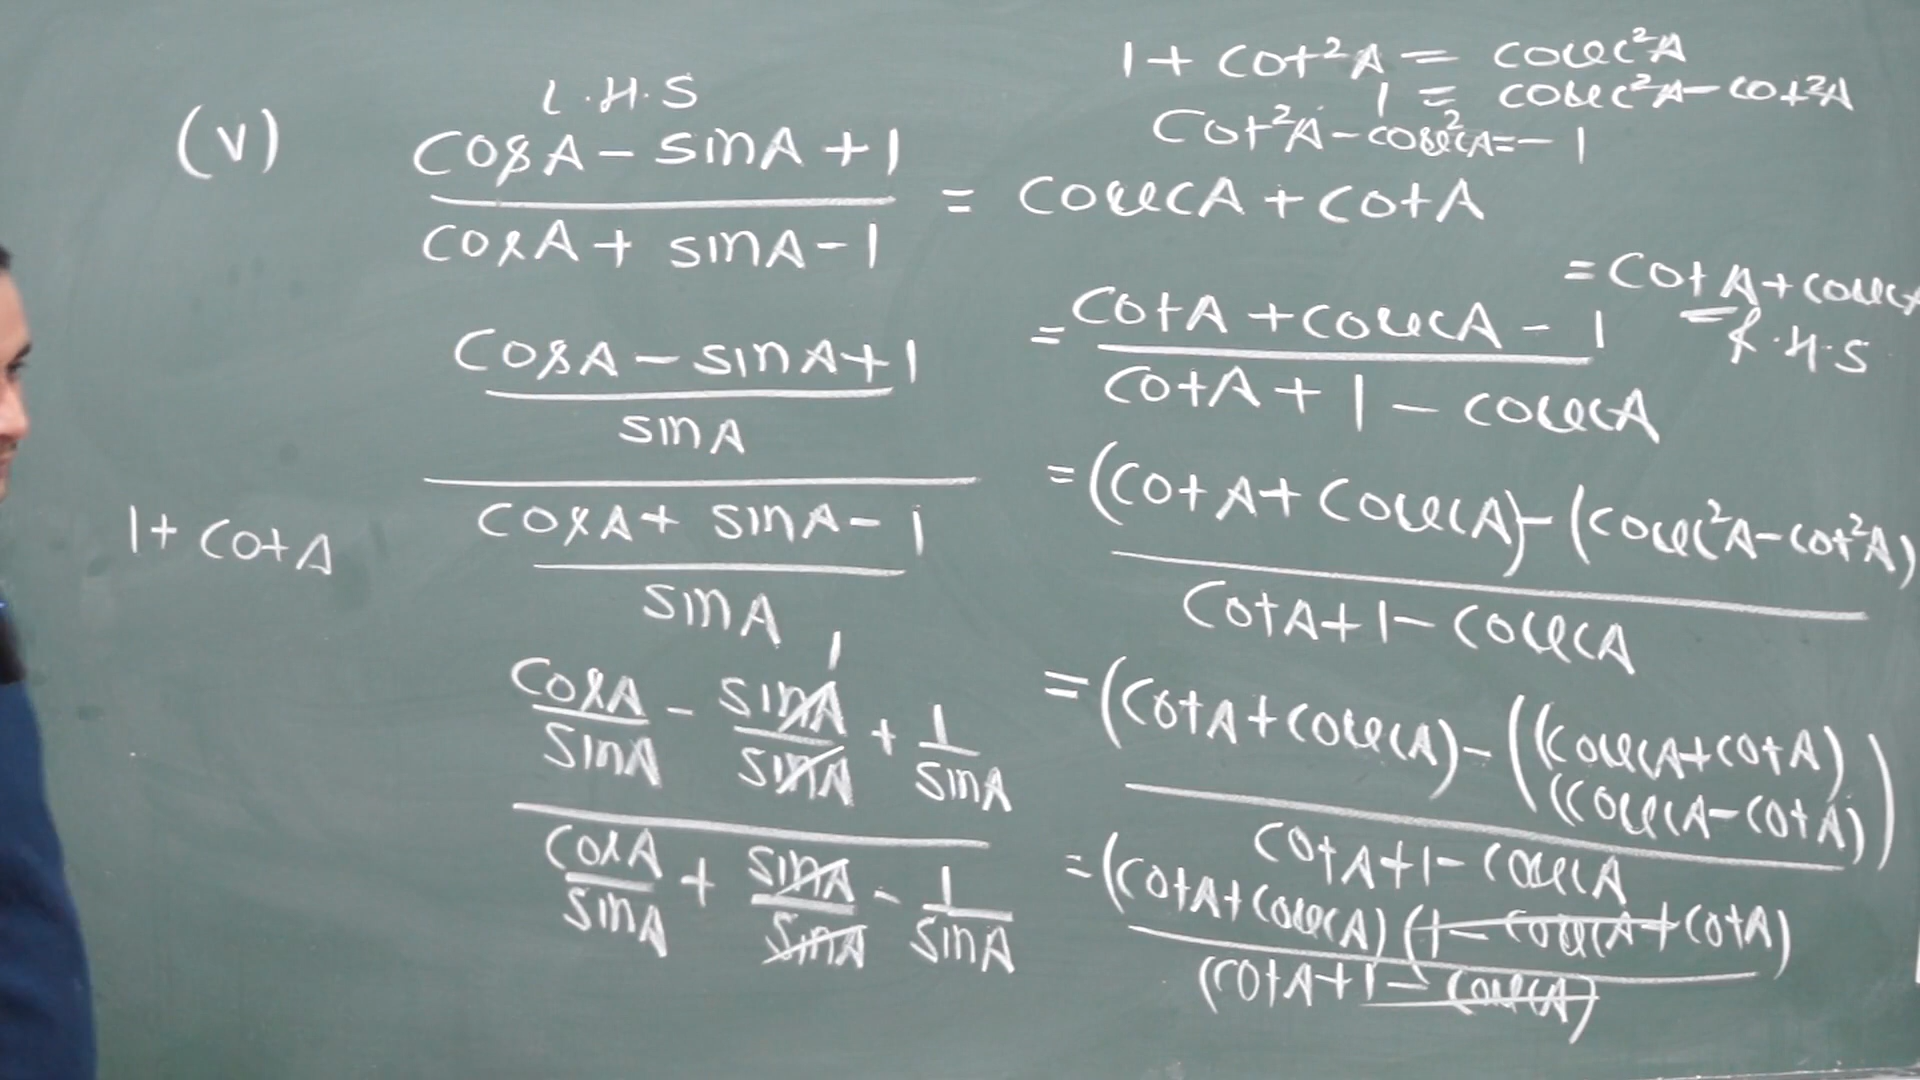 (v)
L.H.S
cosA - sinA + 1
cosA + sinA - 1
= cosecA + cotA
cosA - sinA + 1
sinA
cosA + sinA - 1
sinA
1 + cotA
1
cosA/sinA - sinA/sinA + 1/sinA
cosA/sinA + sinA/sinA - 1/sinA
1 + cot²A = cosec²A
1 = cosec²A - cot²A
cot²A - cosec²A = - 1
= cotA + cosecA - 1
cotA + 1 - cosecA
= (cotA + cosecA) - (cosec²A - cot²A)
cotA + 1 - cosecA
= (cotA + cosecA) - ((cosecA + cotA)
(cosecA - cotA))
cotA + 1 - cosecA
= (cotA + cosecA) (1 - cosecA + cotA)
(cotA + 1 - cosecA)
= cotA + cosecA
= R.H.S